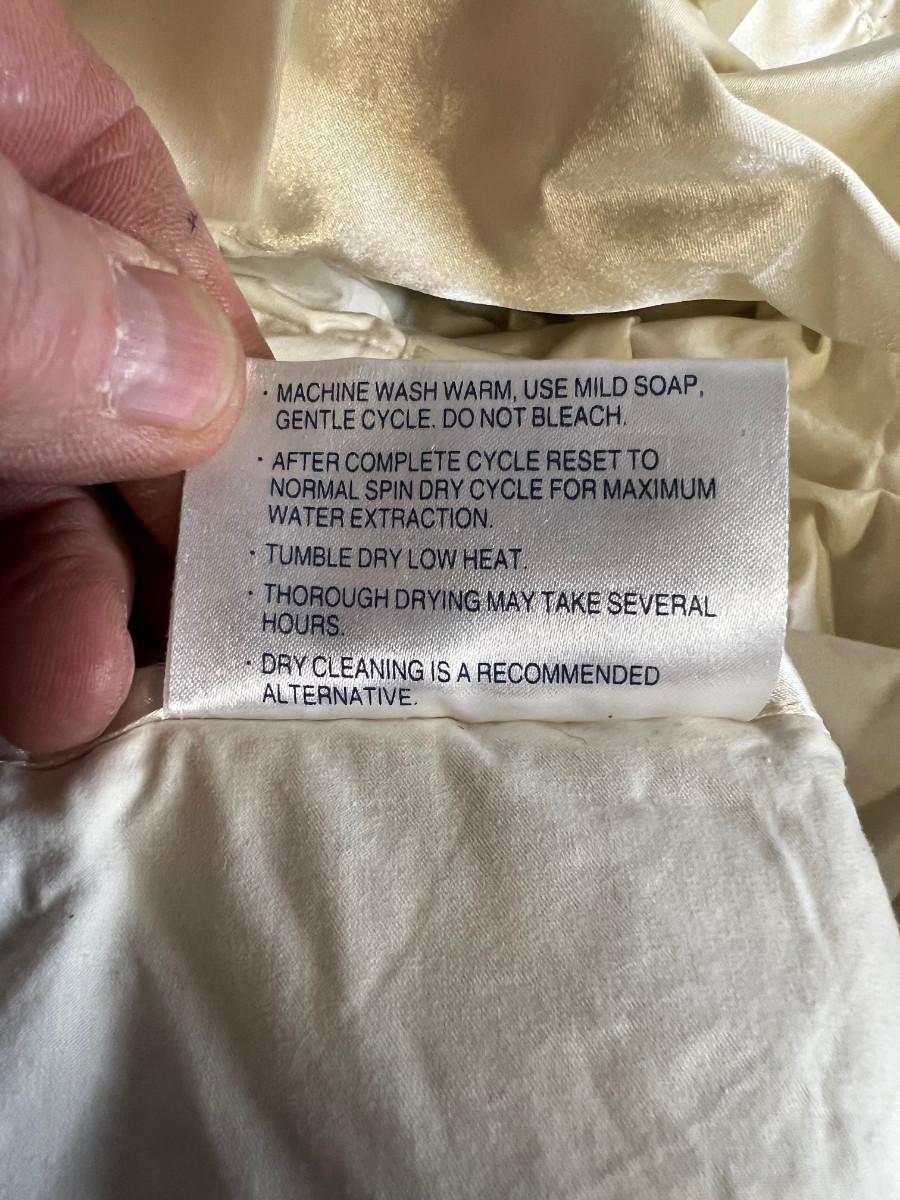 · MACHINE WASH WARM, USE MILD SOAP,
GENTLE CYCLE. DO NOT BLEACH.
· AFTER COMPLETE CYCLE RESET TO
NORMAL SPIN DRY CYCLE FOR MAXIMUM
WATER EXTRACTION.
· TUMBLE DRY LOW HEAT.
· THOROUGH DRYING MAY TAKE SEVERAL
HOURS.
· DRY CLEANING IS A RECOMMENDED
ALTERNATIVE.